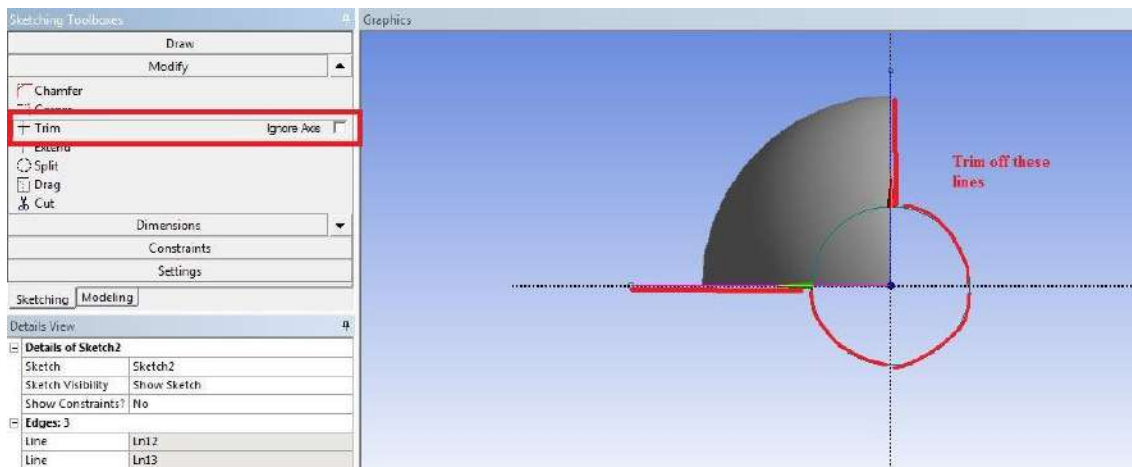 Sketching Toolboxes
Draw
Modify
Chamfer
Trim Ignore Axis
Extend
Split
Drag
Cut
Dimensions
Constraints
Settings
Sketching Modeling
Details View
Details of Sketch2
Sketch Sketch2
Sketch Visibility Show Sketch
Show Constraints? No
Edges: 3
Line Ln12
Line Ln13
Graphics
Trim off these
lines